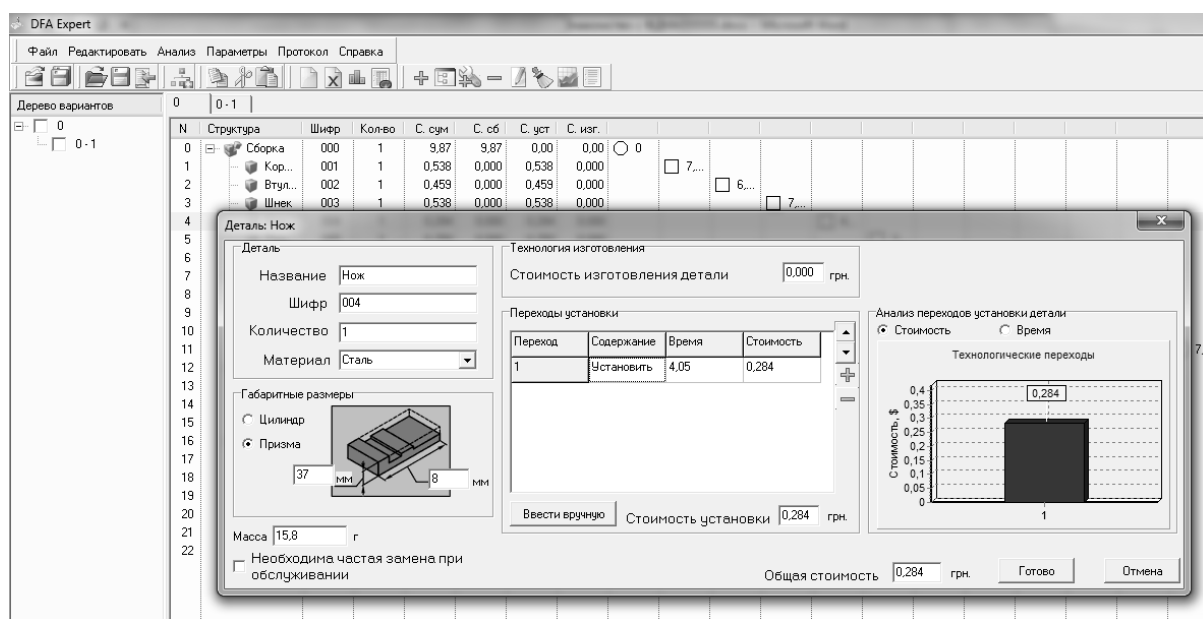 DFA Expert
Файл Редактировать Анализ Параметры Протокол Справка
Дерево вариантов
0
0 - 1
0
0 - 1
N Структура Шифр Кол-во С. сум С. сб С. уст С. изг.
0 Сборка 000 1 9,87 9,87 0,00 0,00 0
1 Кор... 001 1 0,538 0,000 0,538 0,000 7,...
2 Втул... 002 1 0,459 0,000 0,459 0,000 6,...
3 Шнек 003 1 0,538 0,000 0,538 0,000 7,...
4
5
6
7
8
9
10
11
12
13
14
15
16
17
18
19
20
21
22
7,
Деталь: Нож
Деталь
Название Нож
Шифр 004
Количество 1
Материал Сталь
Габаритные размеры
Цилиндр
Призма
37 мм 8 мм
Масса 15,8 г
Необходима частая замена при
обслуживании
Технология изготовления
Стоимость изготовления детали 0,000 грн.
Переходы установки
Переход Содержание Время Стоимость
1 Установить 4,05 0,284
Ввести вручную Стоимость установки 0,284 грн.
Анализ переходов установки детали
Стоимость Время
Технологические переходы
Стоимость, $
0,4
0,35
0,3
0,25
0,2
0,15
0,1
0,05
0
0,284
1
Общая стоимость 0,284 грн. Готово Отмена